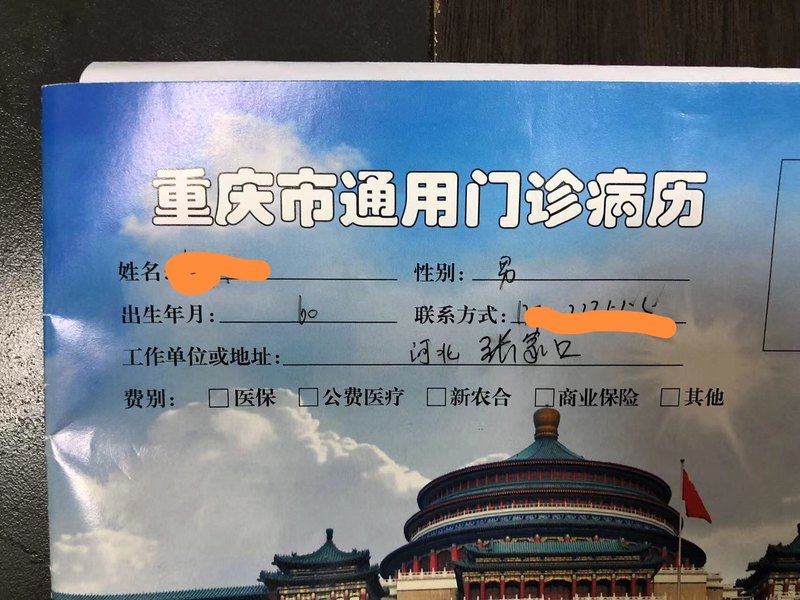 重庆市通用门诊病历
姓名: 性别: 男
出生年月: 60 联系方式:
工作单位或地址: 河北 张家口
费别: □医保 □公费医疗 □新农合 □商业保险 □其他